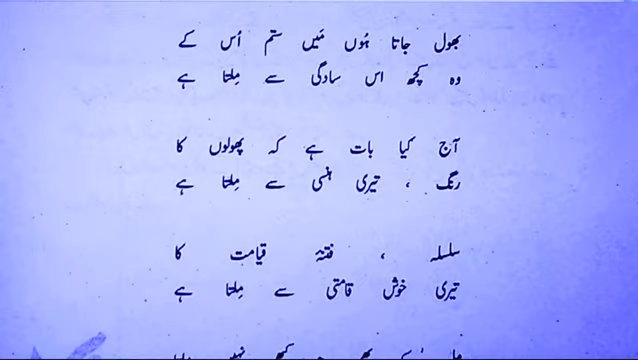 بھول جاتا ہُوں مَیں ستم اُس کے
وہ کچھ اس سادگی سے مِلتا ہے
آج کیا بات ہے کہ پھولوں کا
رنگ ، تیری ہنسی سے مِلتا ہے
سلسلہ ، فتنۂ قیامت کا
تیری خوش قامتی سے مِلتا ہے